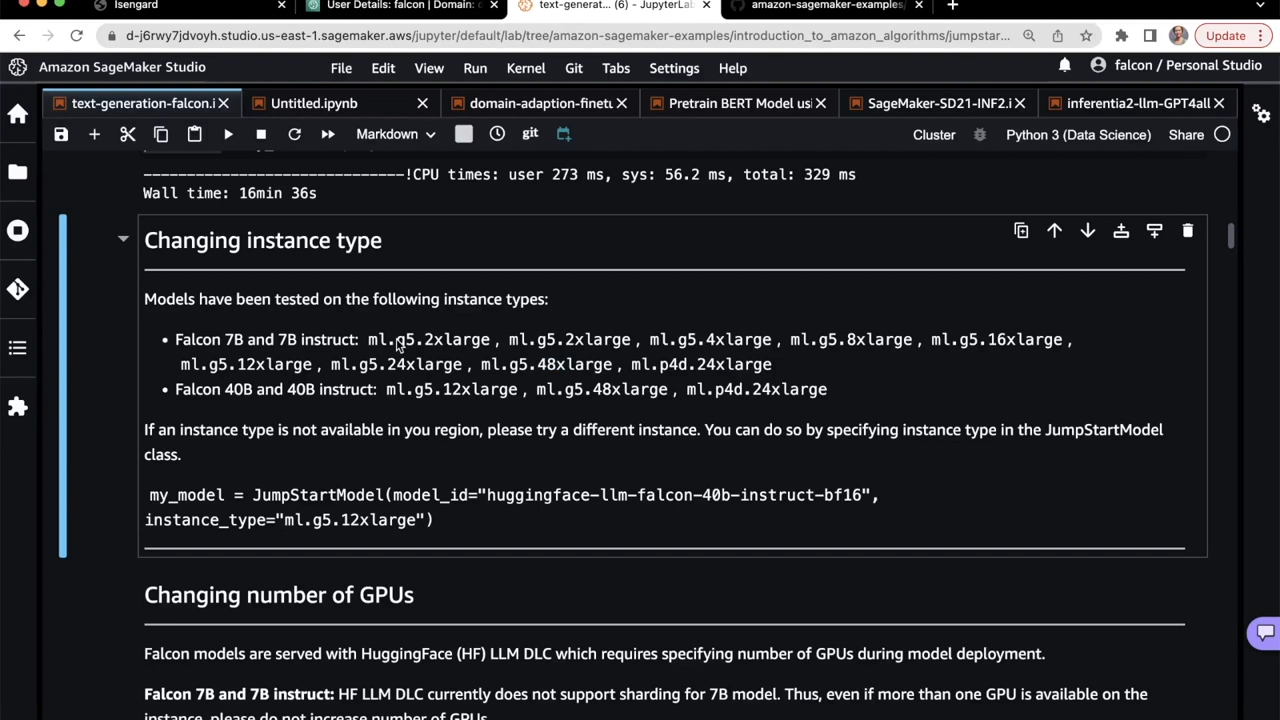 Isengard
User Details: falcon | Domain:
text-generat... (6) - JupyterLab
amazon-sagemaker-examples/
d-j6rwy7jdvoyh.studio.us-east-1.sagemaker.aws/jupyter/default/lab/tree/amazon-sagemaker-examples/introduction_to_amazon_algorithms/jumpstar...
Update
Amazon SageMaker Studio
File Edit View Run Kernel Git Tabs Settings Help
falcon / Personal Studio
text-generation-falcon.i
Untitled.ipynb
domain-adaption-finetu
Pretrain BERT Model usi
SageMaker-SD21-INF2.i
inferentia2-llm-GPT4all
Markdown
git
Cluster
Python 3 (Data Science)
Share
------------------------------!CPU times: user 273 ms, sys: 56.2 ms, total: 329 ms
Wall time: 16min 36s
Changing instance type
Models have been tested on the following instance types:
• Falcon 7B and 7B instruct: ml.g5.2xlarge , ml.g5.2xlarge , ml.g5.4xlarge , ml.g5.8xlarge , ml.g5.16xlarge ,
ml.g5.12xlarge , ml.g5.24xlarge , ml.g5.48xlarge , ml.p4d.24xlarge
• Falcon 40B and 40B instruct: ml.g5.12xlarge , ml.g5.48xlarge , ml.p4d.24xlarge
If an instance type is not available in you region, please try a different instance. You can do so by specifying instance type in the JumpStartModel
class.
my_model = JumpStartModel(model_id="huggingface-llm-falcon-40b-instruct-bf16",
instance_type="ml.g5.12xlarge")
Changing number of GPUs
Falcon models are served with HuggingFace (HF) LLM DLC which requires specifying number of GPUs during model deployment.
Falcon 7B and 7B instruct: HF LLM DLC currently does not support sharding for 7B model. Thus, even if more than one GPU is available on the
instance, please do not increase number of GPUs.